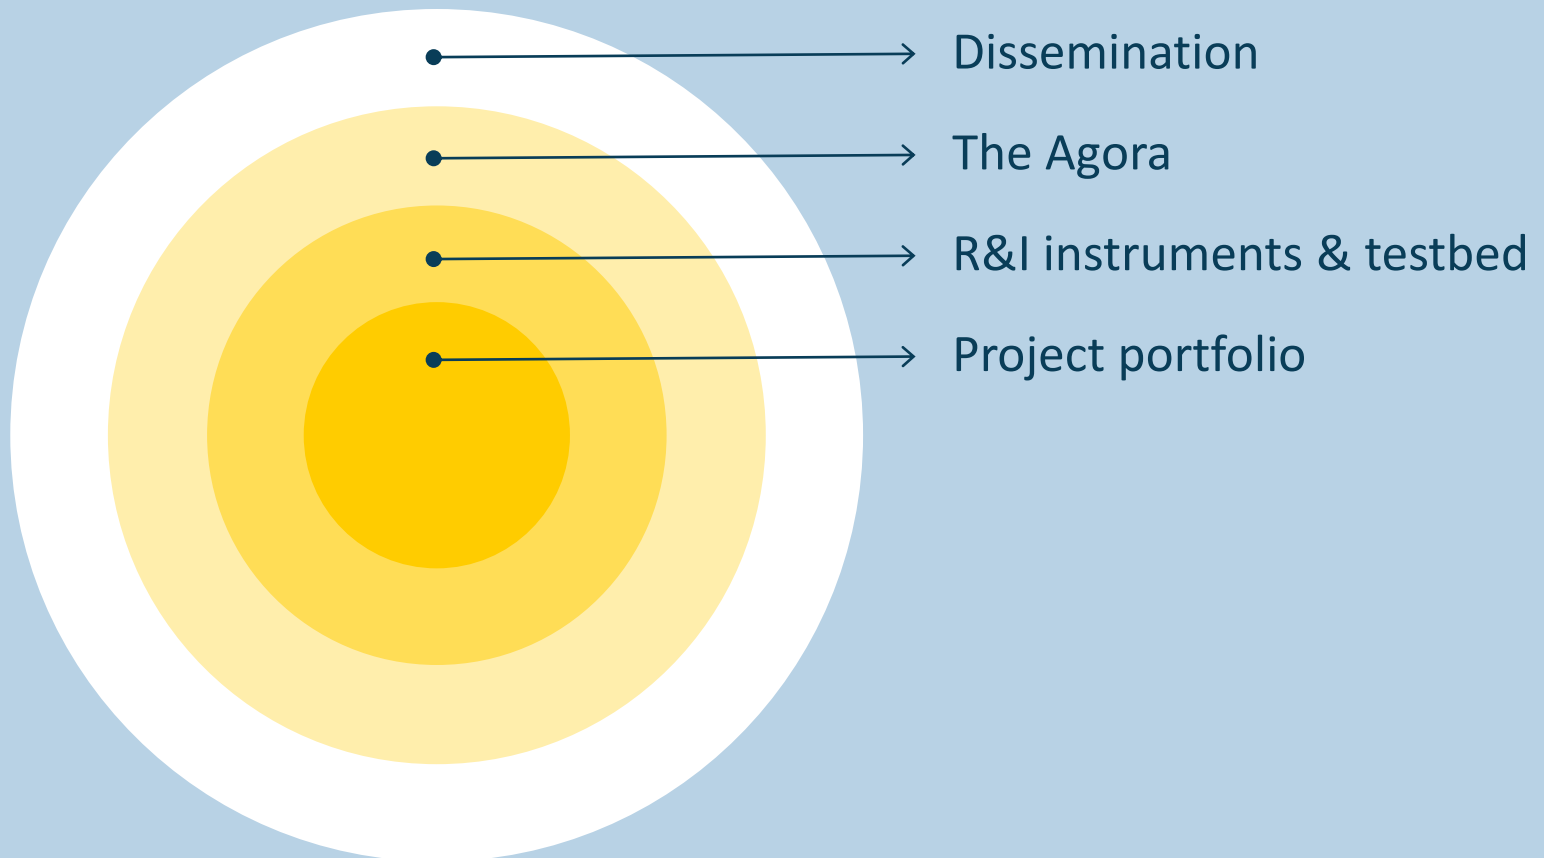 Dissemination
The Agora
R&I instruments & testbed
Project portfolio